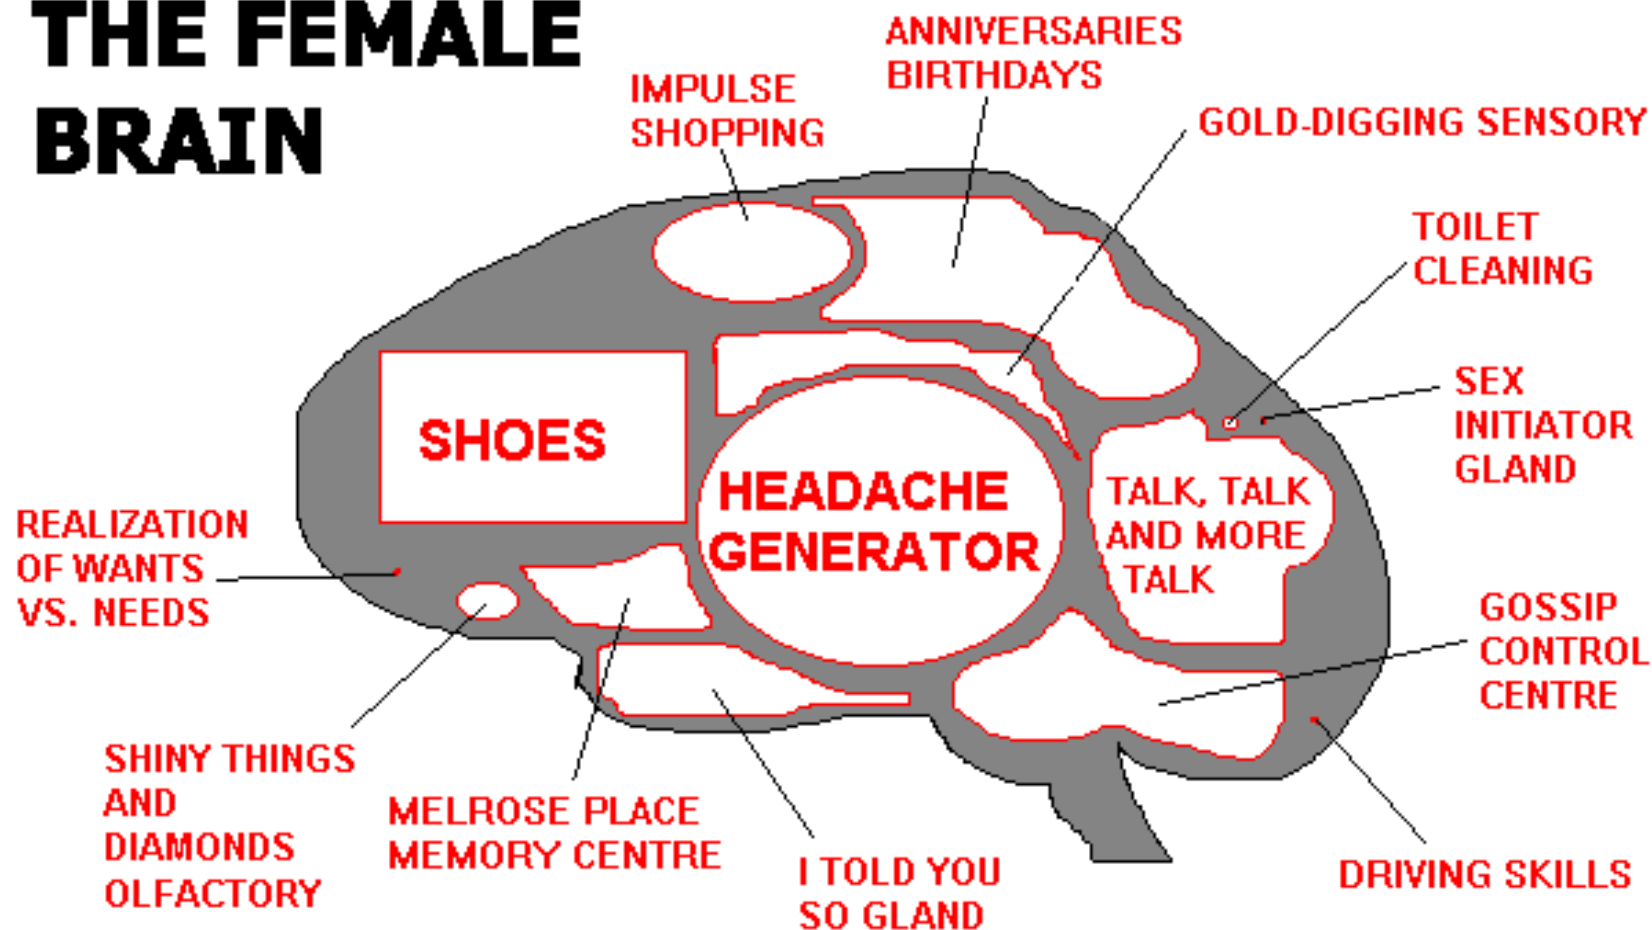 THE FEMALE
BRAIN
IMPULSE
SHOPPING
ANNIVERSARIES
BIRTHDAYS
GOLD-DIGGING SENSORY
TOILET
CLEANING
SEX
INITIATOR
GLAND
SHOES
HEADACHE
GENERATOR
TALK, TALK
AND MORE
TALK
REALIZATION
OF WANTS
VS. NEEDS
GOSSIP
CONTROL
CENTRE
SHINY THINGS
AND
DIAMONDS
OLFACTORY
MELROSE PLACE
MEMORY CENTRE
I TOLD YOU
SO GLAND
DRIVING SKILLS